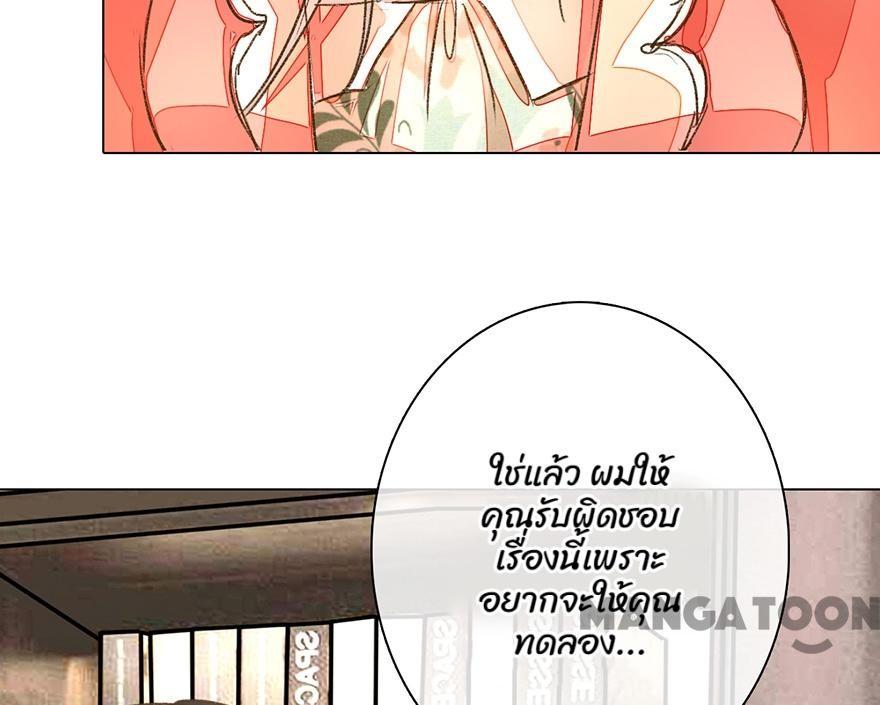 ใช่แล้ว ผมให้
คุณรับผิดชอบ
เรื่องนี้เพราะ
อยากจะให้คุณ
ทดลอง...
MANGATOON
SPACE
SPACE